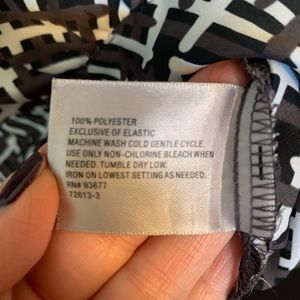 100% POLYESTER
EXCLUSIVE OF ELASTIC
MACHINE WASH COLD GENTLE CYCLE.
USE ONLY NON-CHLORINE BLEACH WHEN
NEEDED. TUMBLE DRY LOW.
IRON ON LOWEST SETTING AS NEEDED.
RN# 93677
72613-3